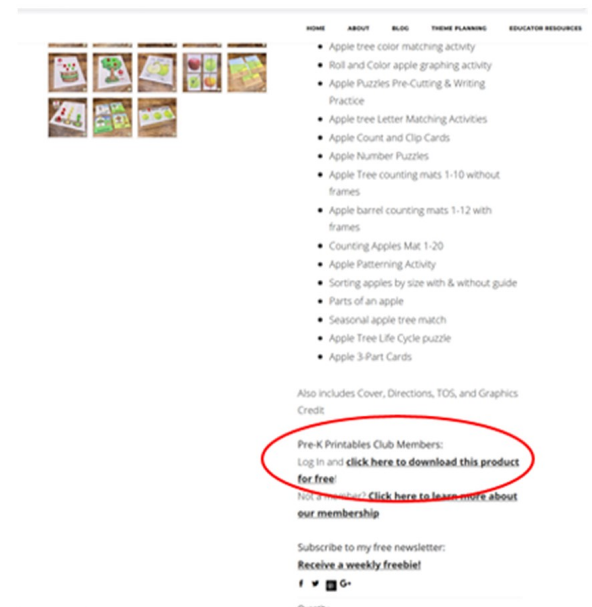 HOME ABOUT BLOG THEME PLANNING EDUCATOR RESOURCES
Apple tree color matching activity
Roll and Color apple graphing activity
Apple Puzzles Pre-Cutting & Writing
Practice
Apple tree Letter Matching Activities
Apple Count and Clip Cards
Apple Number Puzzles
Apple Tree counting mats 1-10 without
frames
Apple barrel counting mats 1-12 with
frames
Counting Apples Mat 1-20
Apple Patterning Activity
Sorting apples by size with & without guide
Parts of an apple
Seasonal apple tree match
Apple Tree Life Cycle puzzle
Apple 3-Part Cards
Also includes Cover, Directions, TOS, and Graphics
Credit
Pre-K Printables Club Members:
Log In and click here to download this product
for free!
Not a member? Click here to learn more about
our membership
Subscribe to my free newsletter:
Receive a weekly freebie!